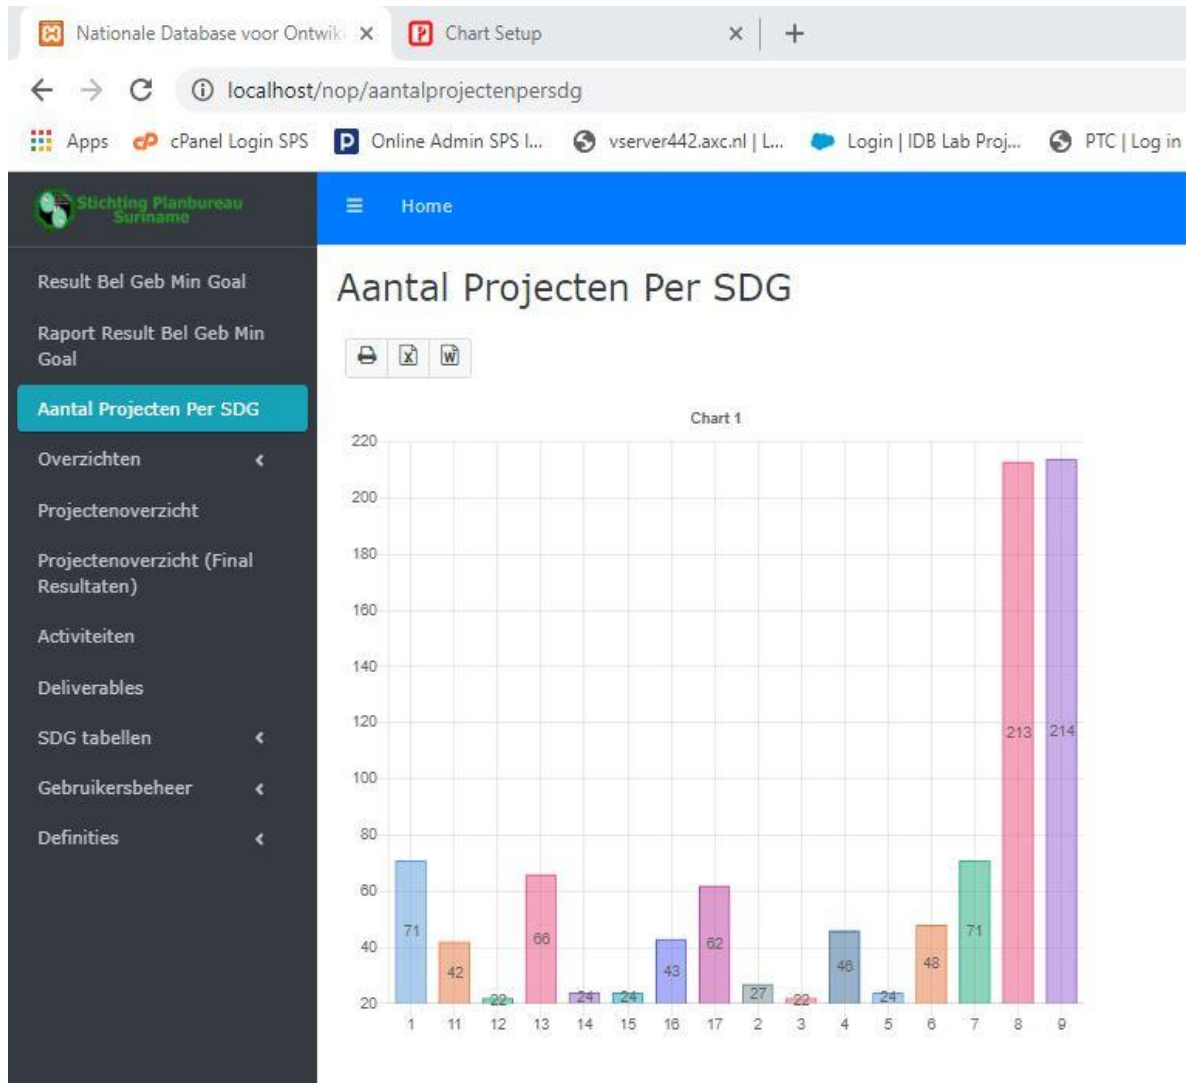 Nationale Database voor Ontwik
Chart Setup
localhost/nop/aantalprojectenpersdg
Apps cPanel Login SPS Online Admin SPS I... vserver442.axc.nl | L... Login | IDB Lab Proj... PTC | Log in
Stichting Planbureau
Suriname
Home
Result Bel Geb Min Goal
Raport Result Bel Geb Min
Goal
Aantal Projecten Per SDG
Overzichten
Projectenoverzicht
Projectenoverzicht (Final
Resultaten)
Activiteiten
Deliverables
SDG tabellen
Gebruikersbeheer
Definities
Aantal Projecten Per SDG
Chart 1
220
200
180
160
140
120
100
80
60
40
20
71 42 22 66 24 24 43 62 27 22 46 24 48 71 213 214
1 11 12 13 14 15 16 17 2 3 4 5 6 7 8 9